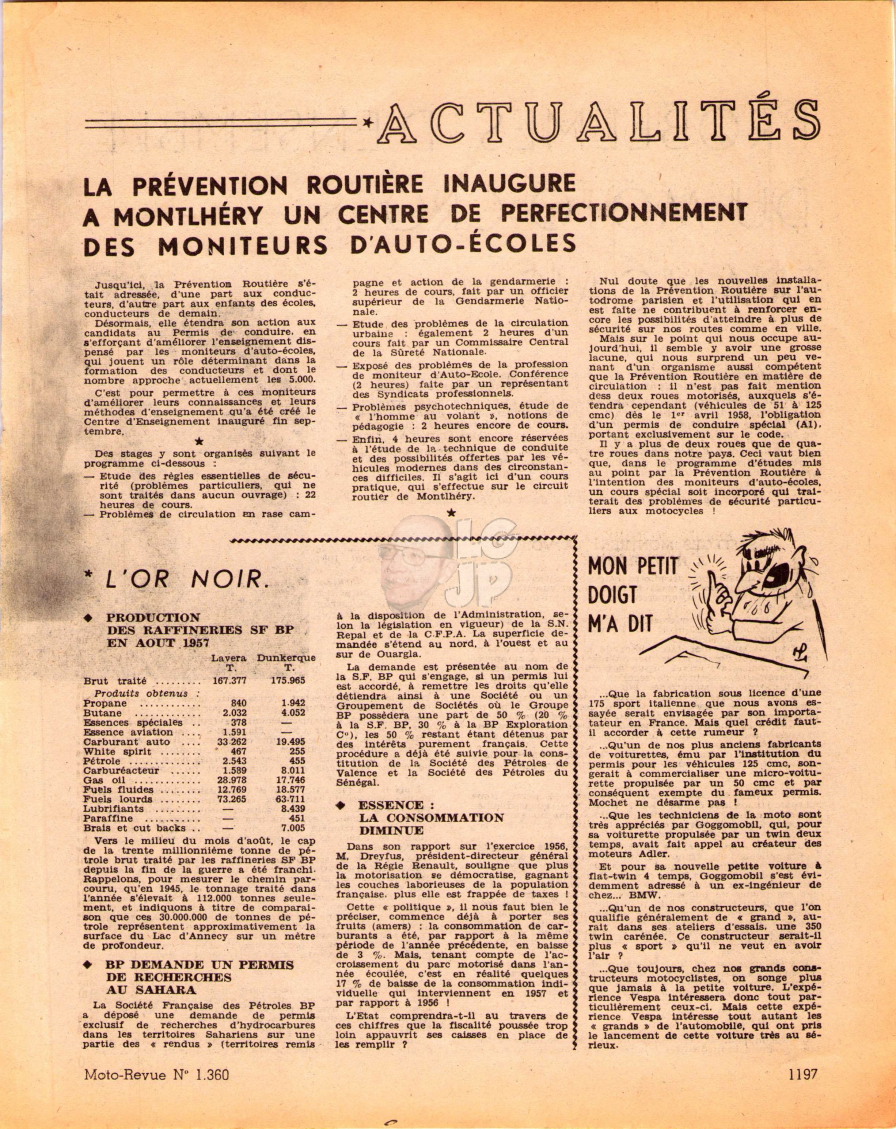 *ACTUALITÉS
LA PRÉVENTION ROUTIÈRE INAUGURE
A MONTLHÉRY UN CENTRE DE PERFECTIONNEMENT
DES MONITEURS D'AUTO-ÉCOLES
Jusqu'ici, la Prévention Routière s'é-
tait adressée, d'une part aux conduc-
teurs, d'autre part aux enfants des écoles,
conducteurs de demain.
Désormais, elle étendra son action aux
candidats au Permis de conduire, en
s'efforçant d'améliorer l'enseignement dis-
pensé par les moniteurs d'auto-écoles,
qui jouent un rôle déterminant dans la
formation des conducteurs et dont le
nombre approche actuellement les 5.000.
C'est pour permettre à ces moniteurs
d'améliorer leurs connaissances et leurs
méthodes d'enseignement qu'a été créé le
Centre d'Enseignement inauguré fin sep-
tembre.
★
Des stages y sont organisés suivant le
programme ci-dessous :
— Etude des règles essentielles de sécu-
rité (problèmes particuliers, qui ne
sont traités dans aucun ouvrage) : 22
heures de cours.
— Problèmes de circulation en rase cam-
pagne et action de la gendarmerie :
2 heures de cours, fait par un officier
supérieur de la Gendarmerie Natio-
nale.
— Etude des problèmes de la circulation
urbaine : également 2 heures d'un
cours fait par un Commissaire Central
de la Sûreté Nationale.
— Exposé des problèmes de la profession
de moniteur d'Auto-Ecole. Conférence
(2 heures) faite par un représentant
des Syndicats professionnels.
— Problèmes psychotechniques, étude de
« l'homme au volant », notions de
pédagogie : 2 heures encore de cours.
— Enfin, 4 heures sont encore réservées
à l'étude de la technique de conduite
et des possibilités offertes par les vé-
hicules modernes dans des circonstan-
ces difficiles. Il s'agit ici d'un cours
pratique, qui s'effectue sur le circuit
routier de Montlhéry.
★
Nul doute que les nouvelles installa-
tions de la Prévention Routière sur l'au-
todrome parisien et l'utilisation qui en
est faite ne contribuent à renforcer en-
core les possibilités d'atteindre à plus de
sécurité sur nos routes comme en ville.
Mais sur le point qui nous occupe au-
jourd'hui, il semble y avoir une grosse
lacune, qui nous surprend un peu ve-
nant d'un organisme aussi compétent
que la Prévention Routière en matière de
circulation : il n'est pas fait mention
dess deux roues motorisés, auxquels s'é-
tendra cependant (véhicules de 51 à 125
cmc) dès le 1er avril 1958, l'obligation
d'un permis de conduire spécial (A1).
portant exclusivement sur le code.
Il y a plus de deux roues que de qua-
tre roues dans notre pays. Ceci vaut bien
que, dans le programme d'études mis
au point par la Prévention Routière à
l'intention des moniteurs d'auto-écoles,
un cours spécial soit incorporé qui trai-
terait des problèmes de sécurité particu-
liers aux motocycles !
LG
JP
* L'OR NOIR.
◆ PRODUCTION
DES RAFFINERIES SF BP
EN AOUT 1957
Lavera Dunkerque
T. T.
Brut traité ......... 167.377 175.965
Produits obtenus :
Propane ............ 840 1.942
Butane ............. 2.032 4.052
Essences spéciales .. 378 —
Essence aviation .... 1.591 —
Carburant auto .... 33.262 19.495
White spirit ........ 467 255
Pétrole ............. 2.543 455
Carburéacteur ...... 1.589 8.011
Gas oil ............. 28.978 17.746
Fuels fluides ........ 12.769 18.577
Fuels lourds ........ 73.265 63.711
Lubrifiants ......... — 8.439
Paraffine ........... — 451
Brais et cut backs .. — 7.005
Vers le milieu du mois d'août, le cap
de la trente millionnième tonne de pé-
trole brut traité par les raffineries SF BP
depuis la fin de la guerre a été franchi.
Rappelons, pour mesurer le chemin par-
couru, qu'en 1945, le tonnage traité dans
l'année s'élevait à 112.000 tonnes seule-
ment, et indiquons à titre de comparai-
son que ces 30.000.000 de tonnes de pé-
trole représentent approximativement la
surface du Lac d'Annecy sur un mètre
de profondeur.
◆ BP DEMANDE UN PERMIS
DE RECHERCHES
AU SAHARA
La Société Française des Pétroles BP
a déposé une demande de permis
exclusif de recherches d'hydrocarbures
dans les territoires Sahariens sur une
partie des « rendus » (territoires remis
à la disposition de l'Administration, se-
lon la législation en vigueur) de la S.N.
Repal et de la C.F.P.A. La superficie de-
mandée s'étend au nord, à l'ouest et au
sur de Ouargla.
La demande est présentée au nom de
la S.F. BP qui s'engage, si un permis lui
est accordé, à remettre les droits qu'elle
détiendra ainsi à une Société ou un
Groupement de Sociétés où le Groupe
BP possédera une part de 50 % (20 %
à la S.F. BP, 30 % à la BP Exploration
Cº), les 50 % restant étant détenus par
des intérêts purement français. Cette
procédure a déjà été suivie pour la cons-
titution de la Société des Pétroles de
Valence et la Société des Pétroles du
Sénégal.
◆ ESSENCE :
LA CONSOMMATION
DIMINUE
Dans son rapport sur l'exercice 1956,
M. Dreyfus, président-directeur général
de la Régie Renault, souligne que plus
la motorisation se démocratise, gagnant
les couches laborieuses de la population
française, plus elle est frappée de taxes !
Cette « politique », il nous faut bien le
préciser, commence déjà à porter ses
fruits (amers) : la consommation de car-
burants a été, par rapport à la même
période de l'année précédente, en baisse
de 3 %. Mais, tenant compte de l'ac-
croissement du parc motorisé dans l'an-
née écoulée, c'est en réalité quelques
17 % de baisse de la consommation indi-
viduelle qui interviennent en 1957 et
par rapport à 1956 !
L'Etat comprendra-t-il au travers de
ces chiffres que la fiscalité poussée trop
loin appauvrit ses caisses en place de
les remplir ?
MON PETIT
DOIGT
M'A DIT
...Que la fabrication sous licence d'une
175 sport italienne que nous avons es-
sayée serait envisagée par son importa-
tateur en France. Mais quel crédit faut-
il accorder à cette rumeur ?
...Qu'un de nos plus anciens fabricants
de voiturettes, ému par l'institution du
permis pour les véhicules 125 cmc, son-
gerait à commercialiser une micro-voitu-
rette propulsée par un 50 cmc et par
conséquent exempte du fameux permis.
Mochet ne désarme pas !
...Que les techniciens de la moto sont
très appréciés par Goggomobil, qui, pour
sa voiturette propulsée par un twin deux
temps, avait fait appel au créateur des
moteurs Adler.
Et pour sa nouvelle petite voiture à
flat-twin 4 temps, Goggomobil s'est évi-
demment adressé à un ex-ingénieur de
chez... BMW.
...Qu'un de nos constructeurs, que l'on
qualifie généralement de « grand », au-
rait dans ses ateliers d'essais, une 350
twin carénée. Ce constructeur serait-il
plus « sport » qu'il ne veut en avoir
l'air ?
...Que toujours, chez nos grands cons-
tructeurs motocyclistes, on songe plus
que jamais à la petite voiture. L'expé-
rience Vespa intéressera donc tout par-
ticulièrement ceux-ci. Mais cette expé-
rience Vespa intéresse tout autant les
« grands » de l'automobile, qui ont pris
le lancement de cette voiture très au sé-
rieux.
Moto-Revue Nº 1.360
1197